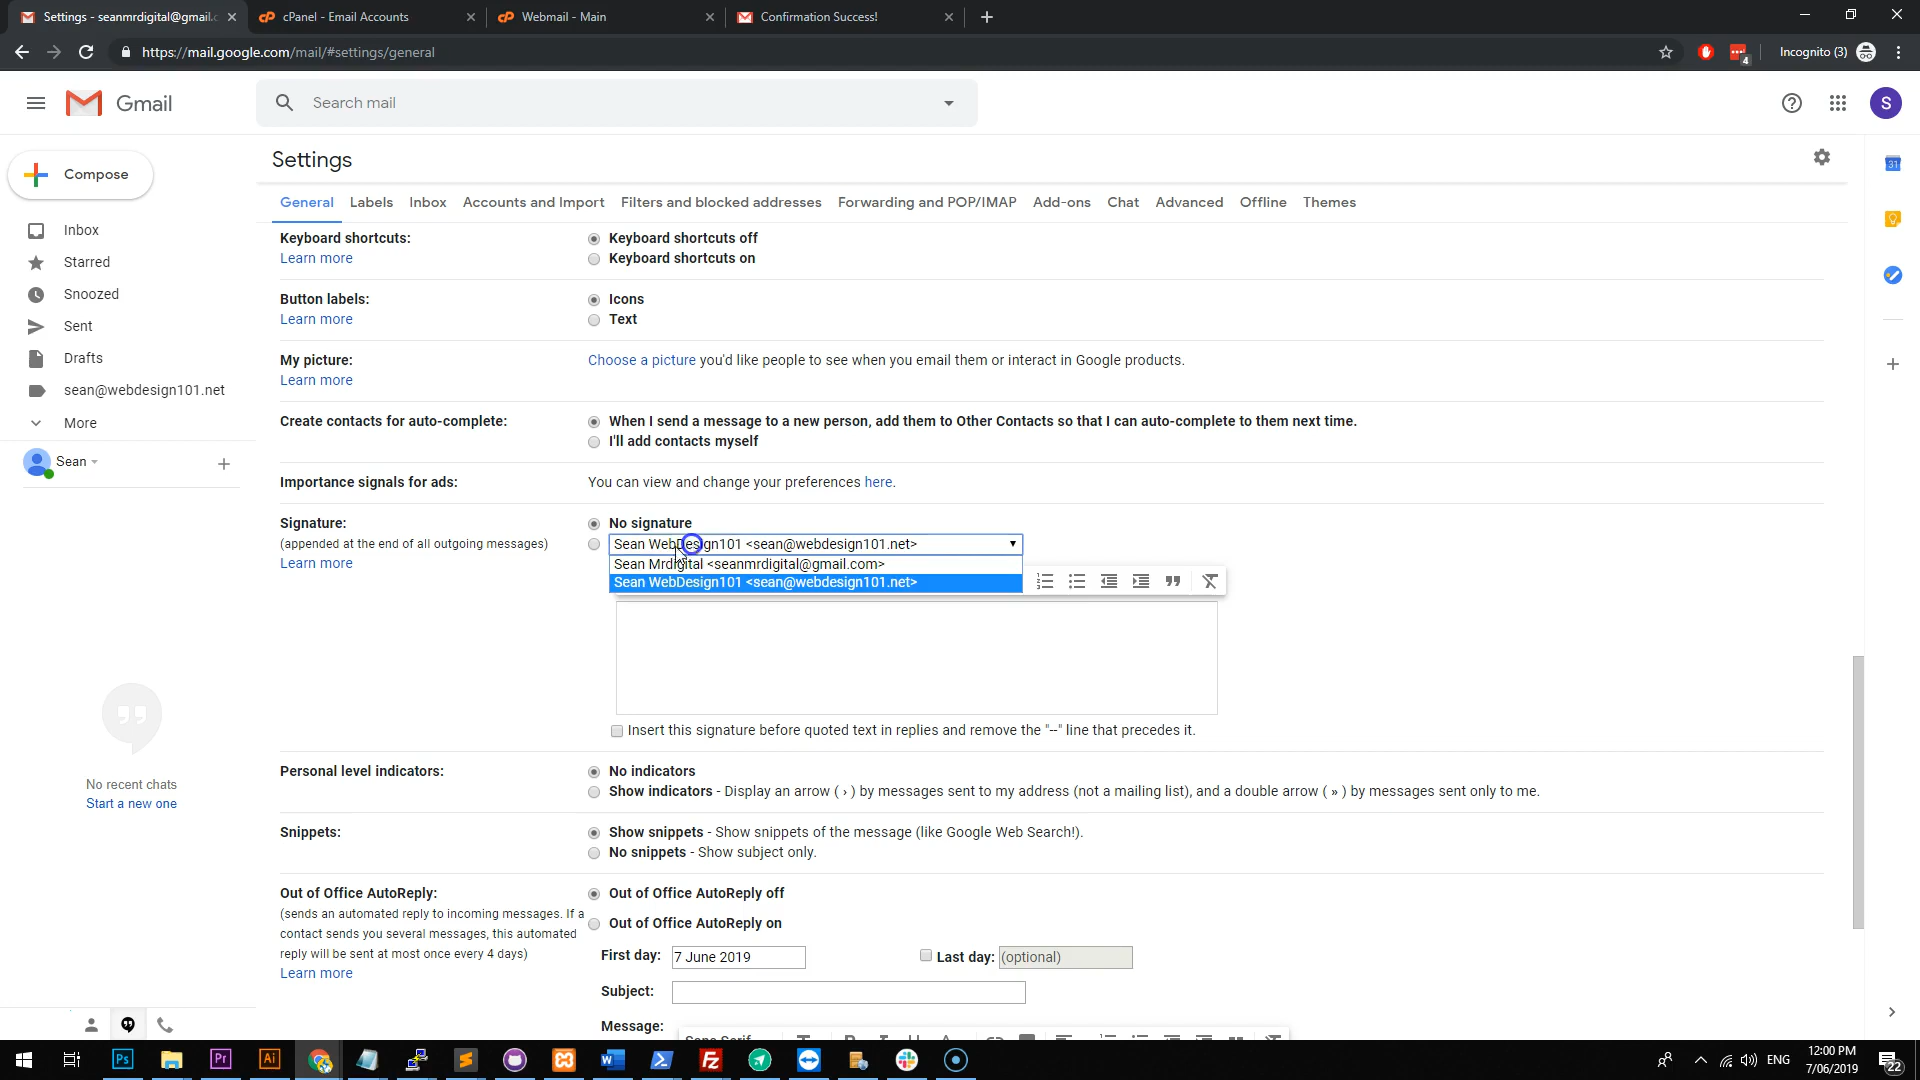 Settings - seanmrdigital@gmail.c
cPanel - Email Accounts
Webmail - Main
Confirmation Success!
https://mail.google.com/mail/#settings/general
4
Incognito (3)
Gmail
Search mail
S
Compose
Inbox
Starred
Snoozed
Sent
Drafts
sean@webdesign101.net
More
Sean
No recent chats
Start a new one
Settings
General
Labels
Inbox
Accounts and Import
Filters and blocked addresses
Forwarding and POP/IMAP
Add-ons
Chat
Advanced
Offline
Themes
31
Keyboard shortcuts:
Learn more
Keyboard shortcuts off
Keyboard shortcuts on
Button labels:
Learn more
Icons
Text
My picture:
Learn more
Choose a picture you'd like people to see when you email them or interact in Google products.
Create contacts for auto-complete:
When I send a message to a new person, add them to Other Contacts so that I can auto-complete to them next time.
I'll add contacts myself
Importance signals for ads:
You can view and change your preferences here.
Signature:
(appended at the end of all outgoing messages)
Learn more
No signature
Sean WebDesign101 <sean@webdesign101.net>
Sean Mrdigital <seanmrdigital@gmail.com>
Sean WebDesign101 <sean@webdesign101.net>
Insert this signature before quoted text in replies and remove the "--" line that precedes it.
Personal level indicators:
No indicators
Show indicators - Display an arrow ( › ) by messages sent to my address (not a mailing list), and a double arrow ( » ) by messages sent only to me.
Snippets:
Show snippets - Show snippets of the message (like Google Web Search!).
No snippets - Show subject only.
Out of Office AutoReply:
(sends an automated reply to incoming messages. If a
contact sends you several messages, this automated
reply will be sent at most once every 4 days)
Learn more
Out of Office AutoReply off
Out of Office AutoReply on
First day:
7 June 2019
Last day:
(optional)
Subject:
Message:
Sans Serif
Ps
Pr
Ai
W
Fz
ENG
12:00 PM
7/06/2019
22